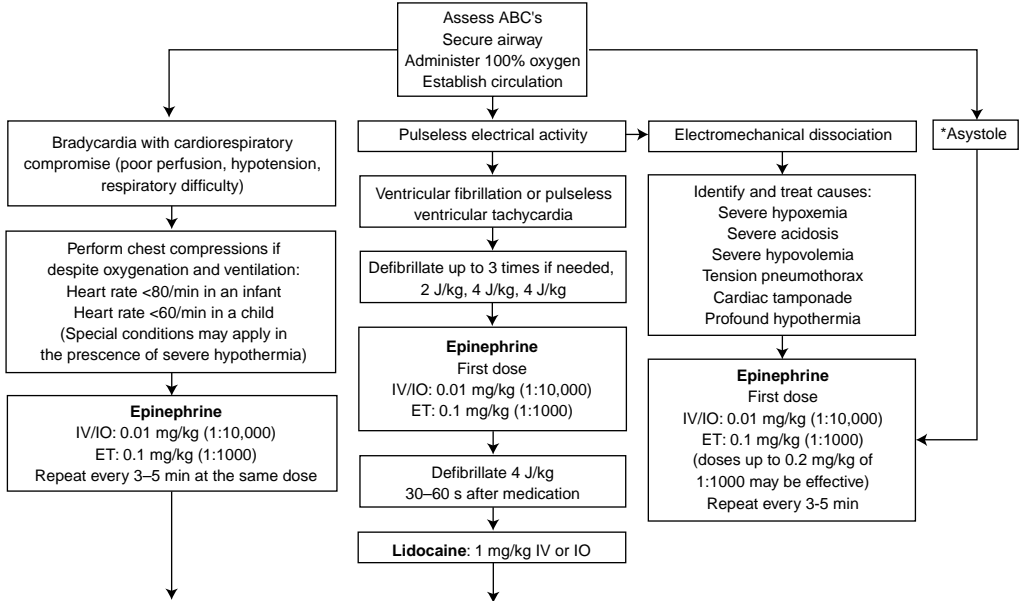 Assess ABC's
Secure airway
Administer 100% oxygen
Establish circulation
Bradycardia with cardiorespiratory
compromise (poor perfusion, hypotension,
respiratory difficulty)
Perform chest compressions if
despite oxygenation and ventilation:
Heart rate <80/min in an infant
Heart rate <60/min in a child
(Special conditions may apply in
the prescence of severe hypothermia)
Epinephrine
IV/IO: 0.01 mg/kg (1:10,000)
ET: 0.1 mg/kg (1:1000)
Repeat every 3–5 min at the same dose
Pulseless electrical activity
Ventricular fibrillation or pulseless
ventricular tachycardia
Defibrillate up to 3 times if needed,
2 J/kg, 4 J/kg, 4 J/kg
Epinephrine
First dose
IV/IO: 0.01 mg/kg (1:10,000)
ET: 0.1 mg/kg (1:1000)
Defibrillate 4 J/kg
30–60 s after medication
Lidocaine: 1 mg/kg IV or IO
Electromechanical dissociation
Identify and treat causes:
Severe hypoxemia
Severe acidosis
Severe hypovolemia
Tension pneumothorax
Cardiac tamponade
Profound hypothermia
Epinephrine
First dose
IV/IO: 0.01 mg/kg (1:10,000)
ET: 0.1 mg/kg (1:1000)
(doses up to 0.2 mg/kg of
1:1000 may be effective)
Repeat every 3-5 min
*Asystole